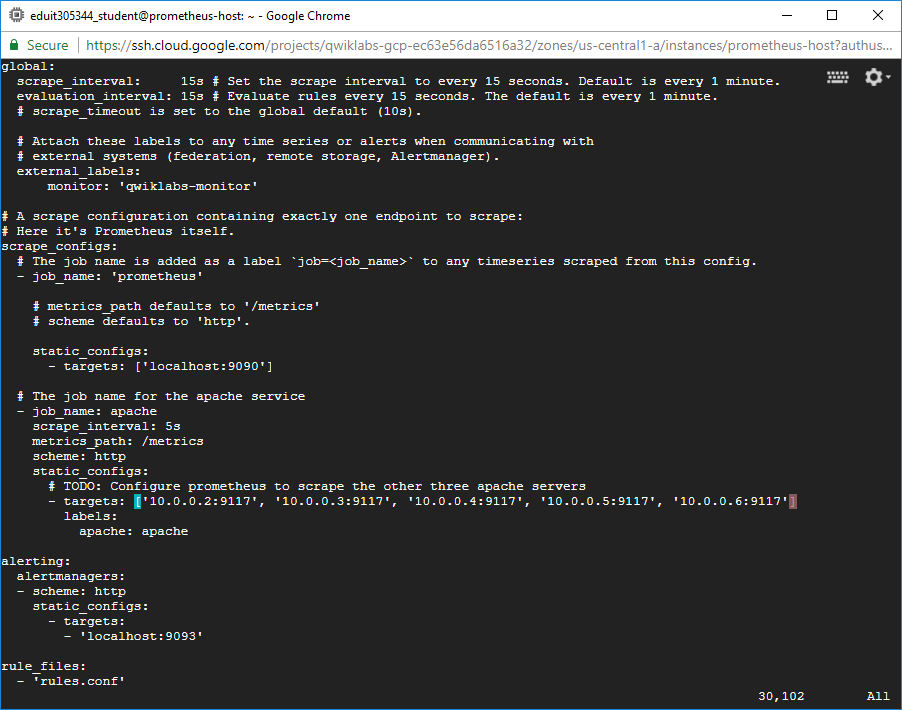 eduit305344_student@prometheus-host: ~ - Google Chrome
Secure | https://ssh.cloud.google.com/projects/qwiklabs-gcp-ec63e56da6516a32/zones/us-central1-a/instances/prometheus-host?authus...
global:
  scrape_interval:     15s # Set the scrape interval to every 15 seconds. Default is every 1 minute.
  evaluation_interval: 15s # Evaluate rules every 15 seconds. The default is every 1 minute.
  # scrape_timeout is set to the global default (10s).

  # Attach these labels to any time series or alerts when communicating with
  # external systems (federation, remote storage, Alertmanager).
  external_labels:
      monitor: 'qwiklabs-monitor'

# A scrape configuration containing exactly one endpoint to scrape:
# Here it's Prometheus itself.
scrape_configs:
  # The job name is added as a label `job=<job_name>` to any timeseries scraped from this config.
  - job_name: 'prometheus'

    # metrics_path defaults to '/metrics'
    # scheme defaults to 'http'.

    static_configs:
      - targets: ['localhost:9090']

  # The job name for the apache service
  - job_name: apache
    scrape_interval: 5s
    metrics_path: /metrics
    scheme: http
    static_configs:
      # TODO: Configure prometheus to scrape the other three apache servers
      - targets: ['10.0.0.2:9117', '10.0.0.3:9117', '10.0.0.4:9117', '10.0.0.5:9117', '10.0.0.6:9117']
        labels:
          apache: apache

alerting:
  alertmanagers:
  - scheme: http
    static_configs:
      - targets:
        - 'localhost:9093'

rule_files:
  - 'rules.conf'
30,102 All